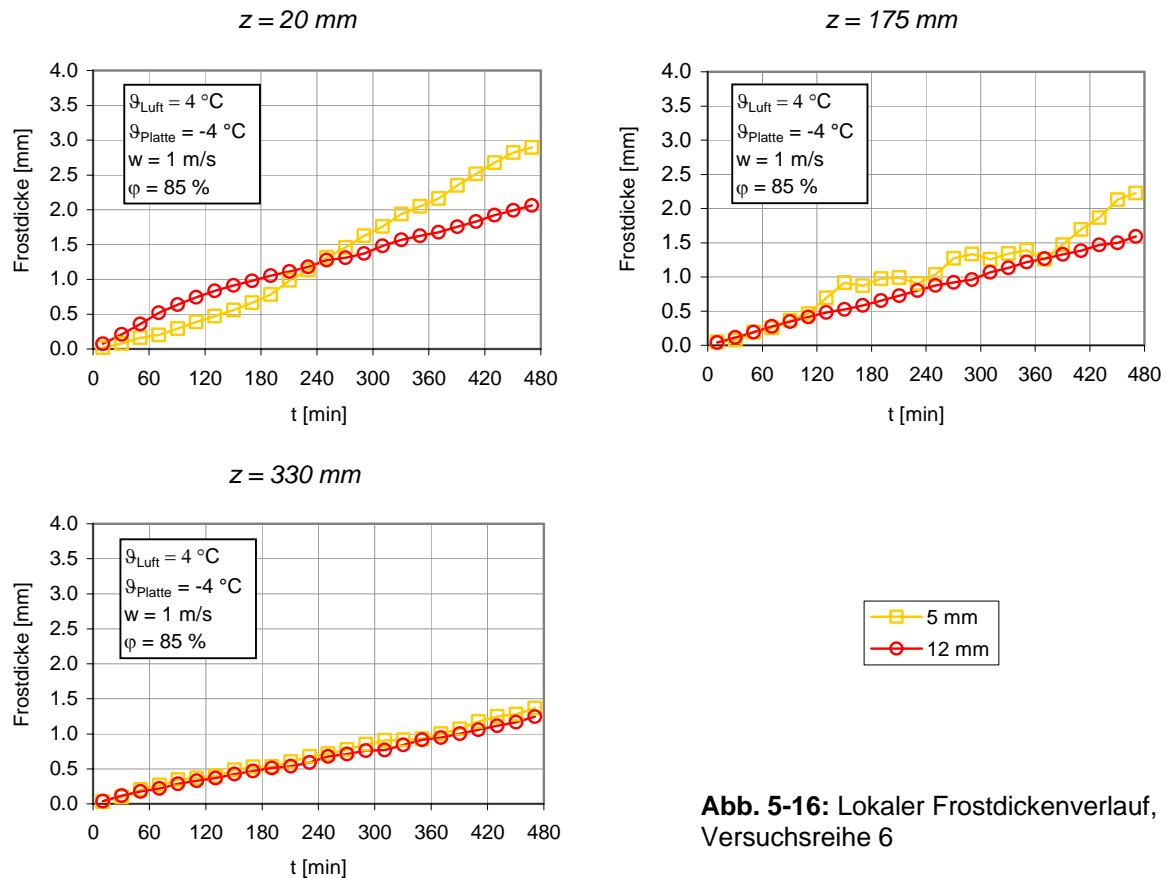 z = 20 mm
Frostdicke [mm]
4.0
3.5
3.0
2.5
2.0
1.5
1.0
0.5
0.0
ϑLuft = 4 °C
ϑPlatte = -4 °C
w = 1 m/s
φ = 85 %
0 60 120 180 240 300 360 420 480
t [min]
z = 175 mm
Frostdicke [mm]
4.0
3.5
3.0
2.5
2.0
1.5
1.0
0.5
0.0
ϑLuft = 4 °C
ϑPlatte = -4 °C
w = 1 m/s
φ = 85 %
0 60 120 180 240 300 360 420 480
t [min]
z = 330 mm
Frostdicke [mm]
4.0
3.5
3.0
2.5
2.0
1.5
1.0
0.5
0.0
ϑLuft = 4 °C
ϑPlatte = -4 °C
w = 1 m/s
φ = 85 %
0 60 120 180 240 300 360 420 480
t [min]
5 mm
12 mm
Abb. 5-16: Lokaler Frostdickenverlauf,
Versuchsreihe 6